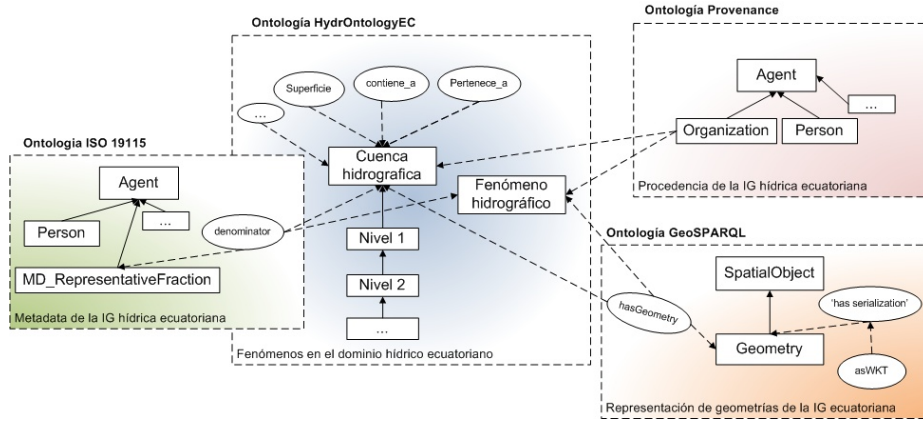 Ontología HydrOntologyEC
Superficie
contiene_a
Pertenece_a
...
Cuenca
hidrografica
Fenómeno
hidrográfico
Nivel 1
Nivel 2
...
Fenómenos en el dominio hídrico ecuatoriano
Ontologia ISO 19115
Agent
Person
...
MD_RepresentativeFraction
denominator
Metadata de la IG hídrica ecuatoriana
Ontología Provenance
Agent
...
Organization
Person
Procedencia de la IG hídrica ecuatoriana
Ontología GeoSPARQL
SpatialObject
hasGeometry
'has serialization'
Geometry
asWKT
Representación de geometrías de la IG ecuatoriana